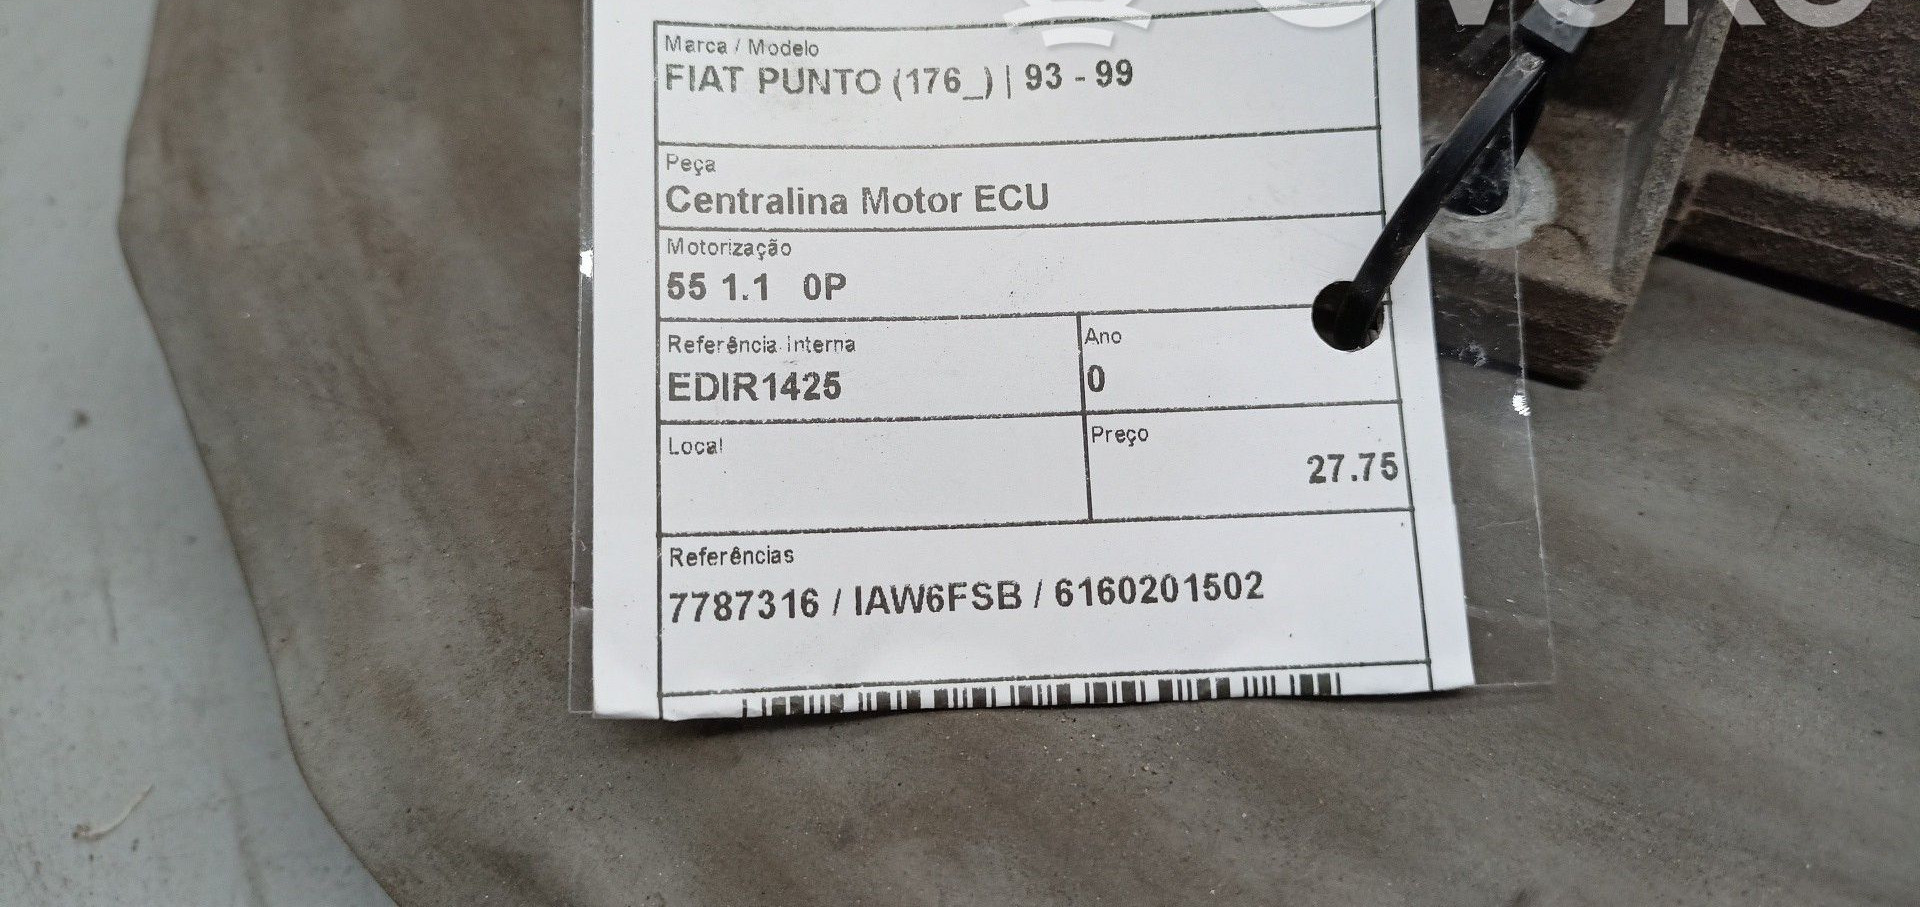 Marca / Modelo
FIAT PUNTO (176_) | 93 - 99
Peça
Centralina Motor ECU
Motorização
55 1.1 0P
Referência interna
EDIR1425
Ano
0
Local
Preço
27.75
Referências
7787316 / IAW6FSB / 6160201502